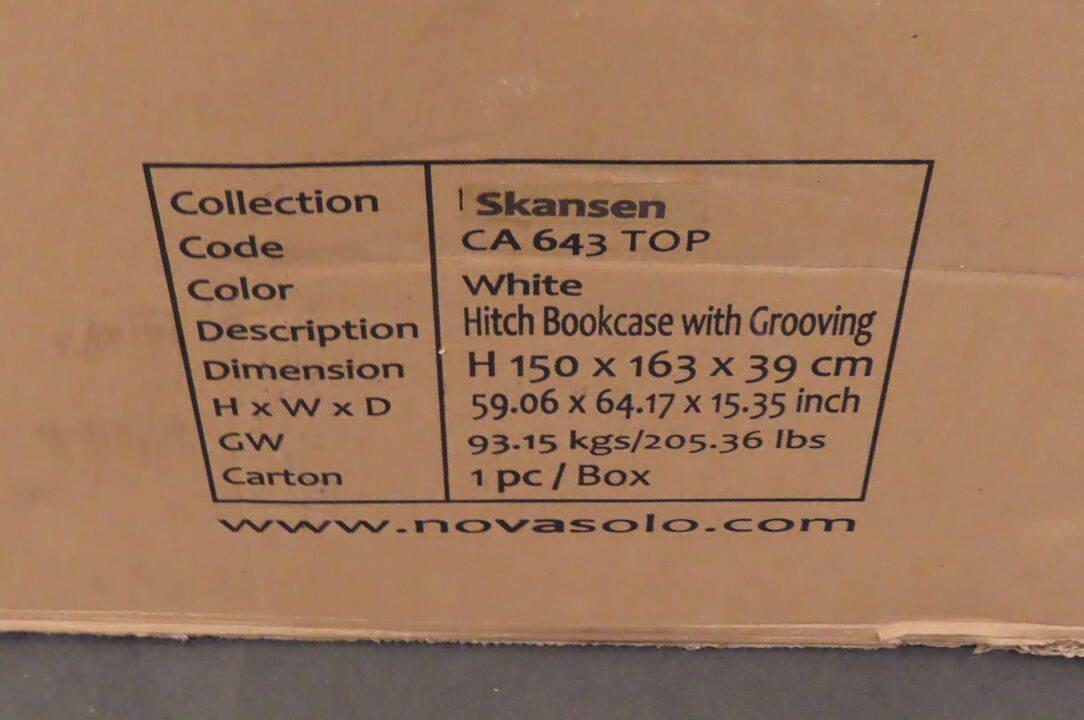 Collection Skansen
Code CA 643 TOP
Color White
Description Hitch Bookcase with Grooving
Dimension H 150 x 163 x 39 cm
H x W x D 59.06 x 64.17 x 15.35 inch
GW 93.15 kgs/205.36 lbs
Carton 1 pc / Box
www.novasolo.com